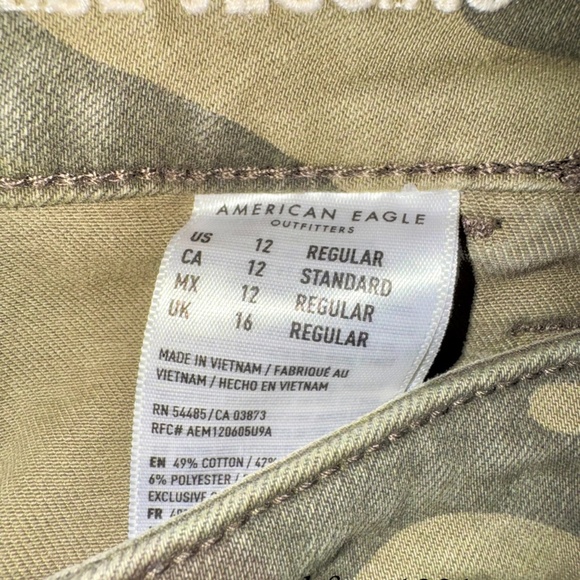 AMERICAN EAGLE
OUTFITTERS
US 12 REGULAR
CA 12 STANDARD
MX 12 REGULAR
UK 16 REGULAR
MADE IN VIETNAM / FABRIQUÉ AU
VIETNAM / HECHO EN VIETNAM
RN 54485/CA 03873
RFC# AEM120605U9A
EN 49% COTTON / 42%
6% POLYESTER /
EXCLUSIVE
FR